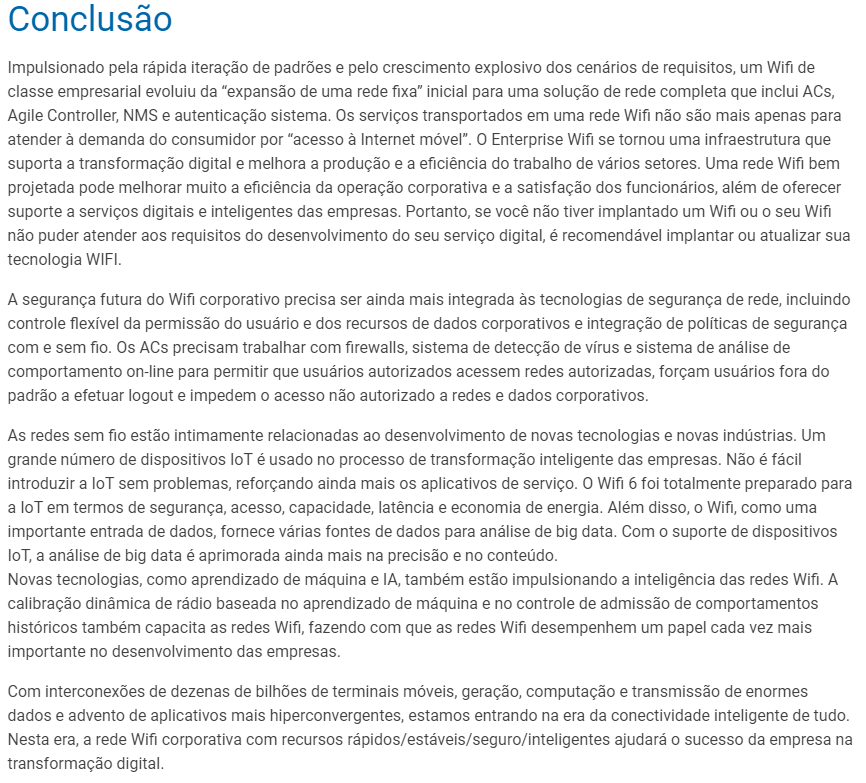 Conclusão
Impulsionado pela rápida iteração de padrões e pelo crescimento explosivo dos cenários de requisitos, um Wifi de
classe empresarial evoluiu da “expansão de uma rede fixa” inicial para uma solução de rede completa que inclui ACs,
Agile Controller, NMS e autenticação sistema. Os serviços transportados em uma rede Wifi não são mais apenas para
atender à demanda do consumidor por “acesso à Internet móvel”. O Enterprise Wifi se tornou uma infraestrutura que
suporta a transformação digital e melhora a produção e a eficiência do trabalho de vários setores. Uma rede Wifi bem
projetada pode melhorar muito a eficiência da operação corporativa e a satisfação dos funcionários, além de oferecer
suporte a serviços digitais e inteligentes das empresas. Portanto, se você não tiver implantado um Wifi ou o seu Wifi
não puder atender aos requisitos do desenvolvimento do seu serviço digital, é recomendável implantar ou atualizar sua
tecnologia WIFI.
A segurança futura do Wifi corporativo precisa ser ainda mais integrada às tecnologias de segurança de rede, incluindo
controle flexível da permissão do usuário e dos recursos de dados corporativos e integração de políticas de segurança
com e sem fio. Os ACs precisam trabalhar com firewalls, sistema de detecção de vírus e sistema de análise de
comportamento on-line para permitir que usuários autorizados acessem redes autorizadas, forçam usuários fora do
padrão a efetuar logout e impedem o acesso não autorizado a redes e dados corporativos.
As redes sem fio estão intimamente relacionadas ao desenvolvimento de novas tecnologias e novas indústrias. Um
grande número de dispositivos IoT é usado no processo de transformação inteligente das empresas. Não é fácil
introduzir a IoT sem problemas, reforçando ainda mais os aplicativos de serviço. O Wifi 6 foi totalmente preparado para
a IoT em termos de segurança, acesso, capacidade, latência e economia de energia. Além disso, o Wifi, como uma
importante entrada de dados, fornece várias fontes de dados para análise de big data. Com o suporte de dispositivos
IoT, a análise de big data é aprimorada ainda mais na precisão e no conteúdo.
Novas tecnologias, como aprendizado de máquina e IA, também estão impulsionando a inteligência das redes Wifi. A
calibração dinâmica de rádio baseada no aprendizado de máquina e no controle de admissão de comportamentos
históricos também capacita as redes Wifi, fazendo com que as redes Wifi desempenhem um papel cada vez mais
importante no desenvolvimento das empresas.
Com interconexões de dezenas de bilhões de terminais móveis, geração, computação e transmissão de enormes
dados e advento de aplicativos mais hiperconvergentes, estamos entrando na era da conectividade inteligente de tudo.
Nesta era, a rede Wifi corporativa com recursos rápidos/estáveis/seguro/inteligentes ajudará o sucesso da empresa na
transformação digital.